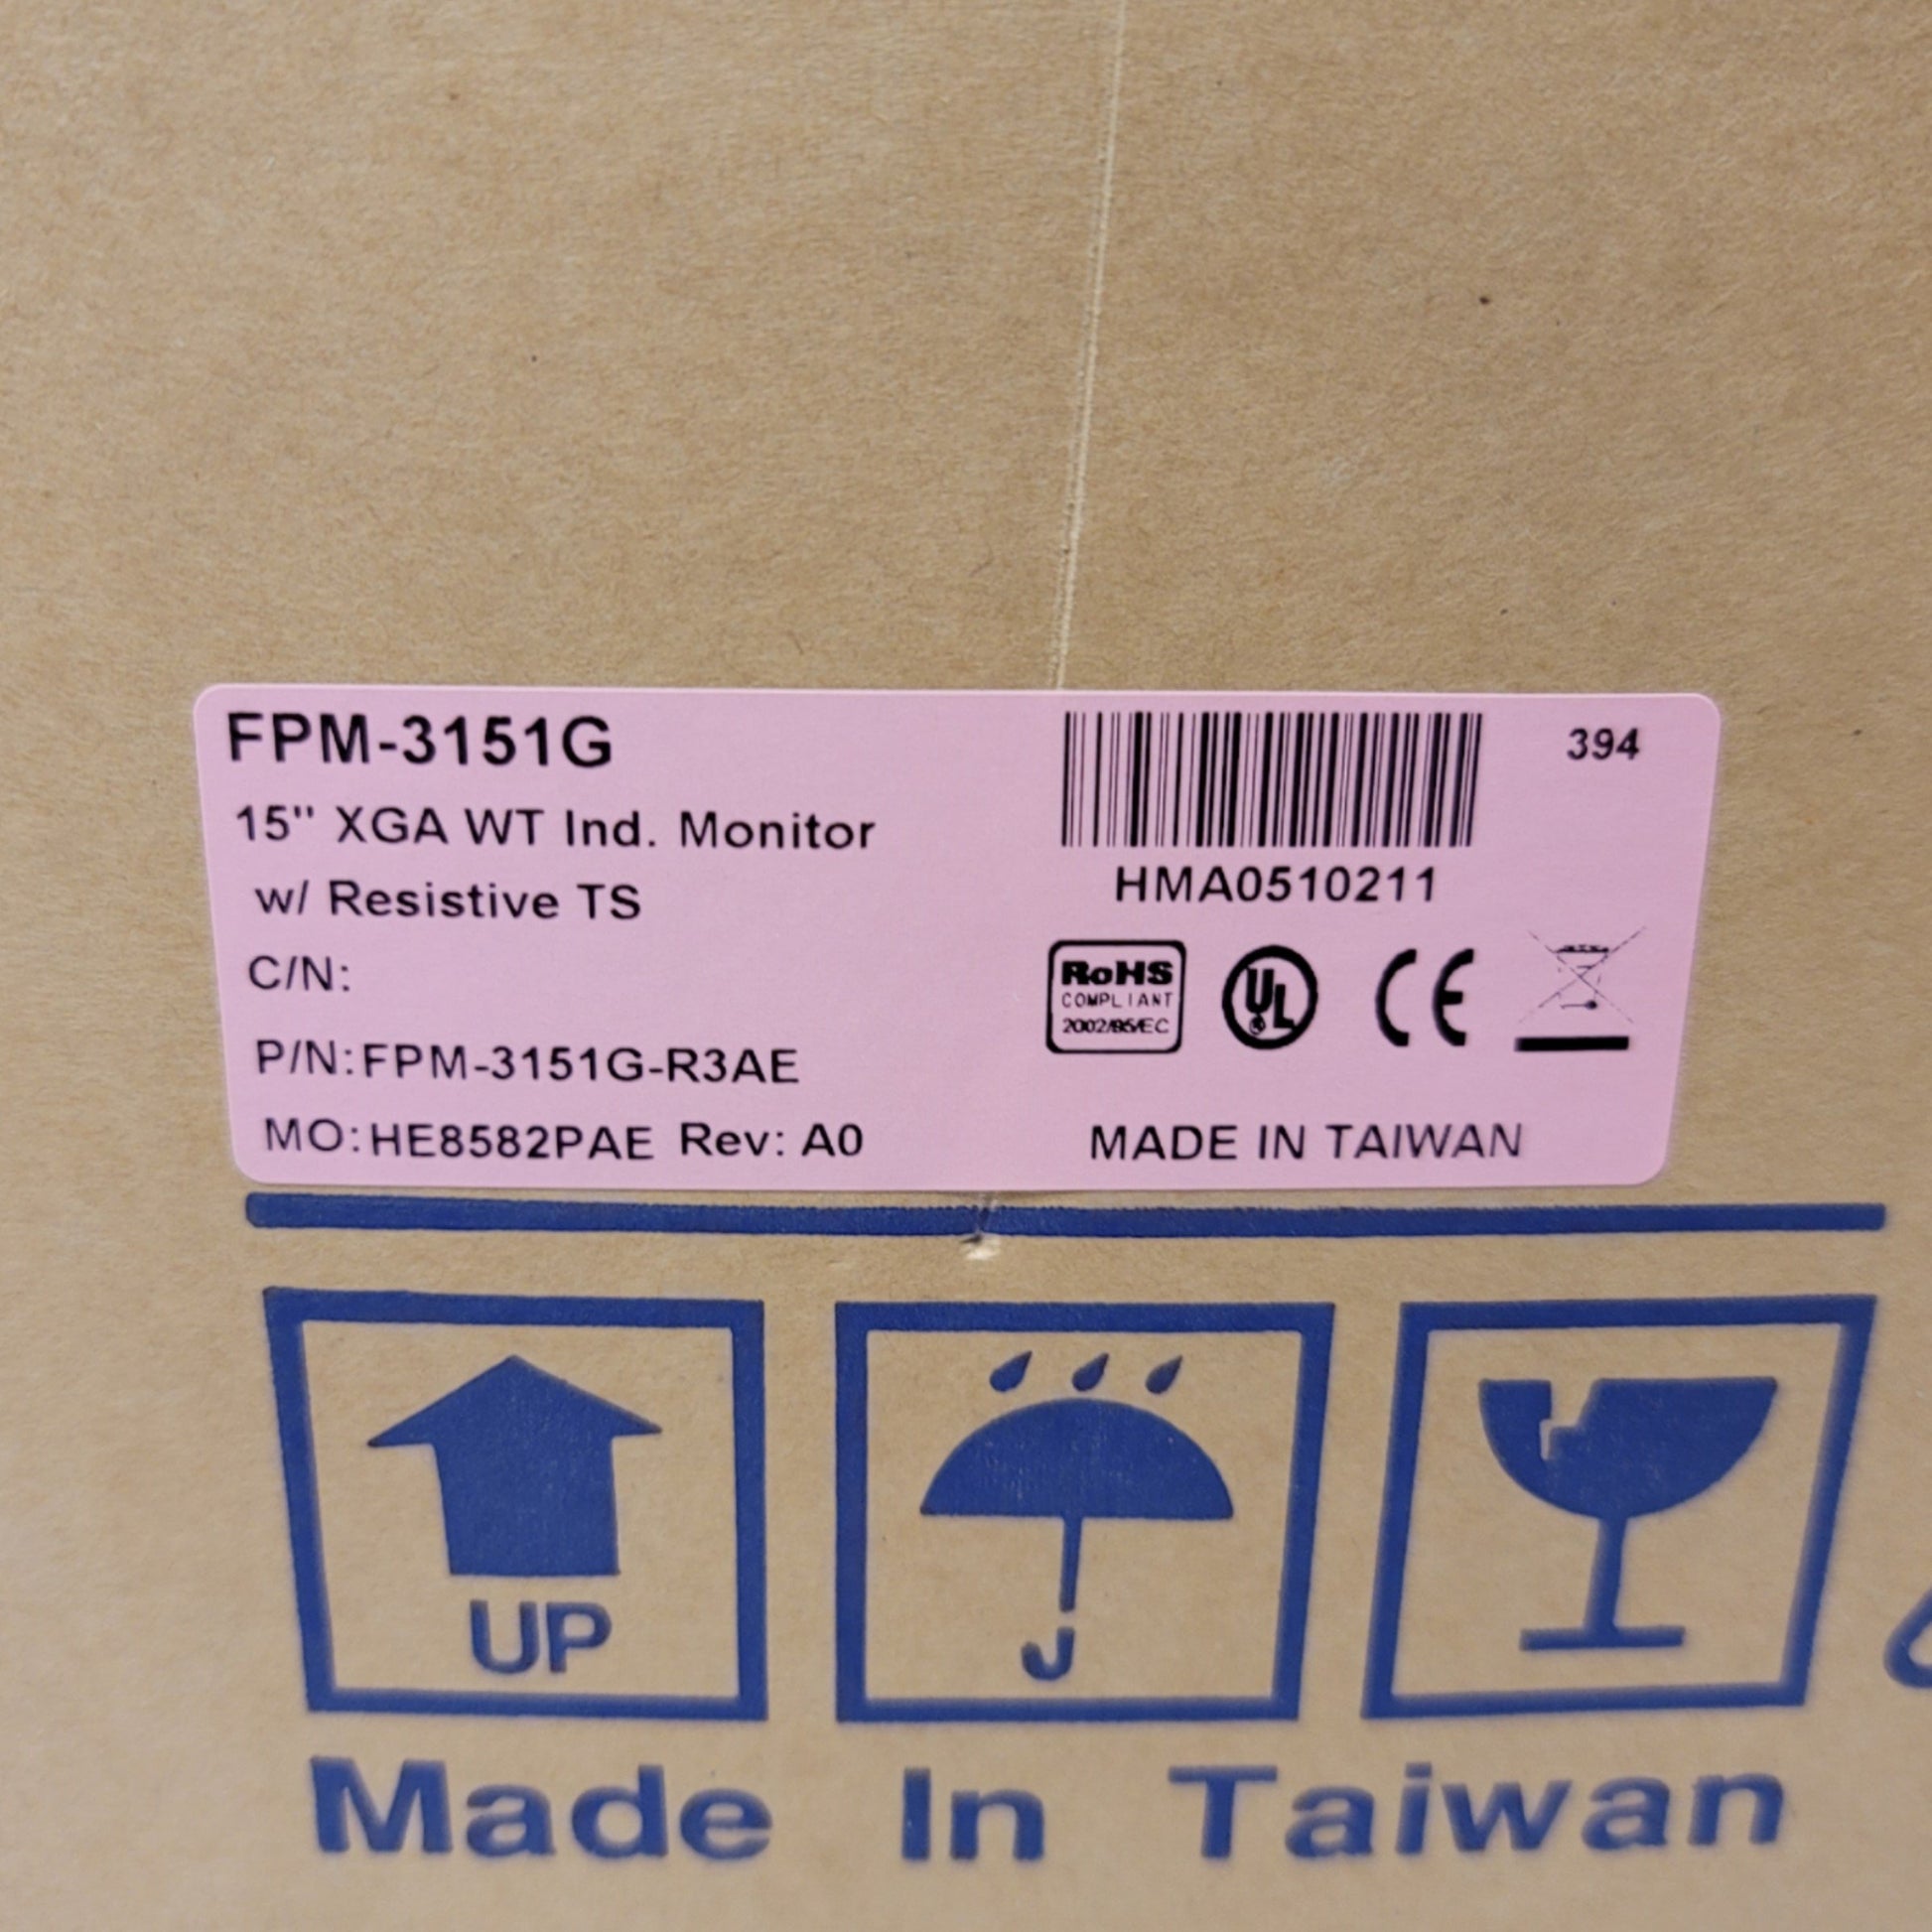 FPM-3151G
394
15" XGA WT Ind. Monitor
w/ Resistive TS
HMA0510211
C/N:
RoHS
COMPLIANT
2002/95/EC
UL
CE
P/N:FPM-3151G-R3AE
MO:HE8582PAE Rev: A0
MADE IN TAIWAN
UP
Made In Taiwan